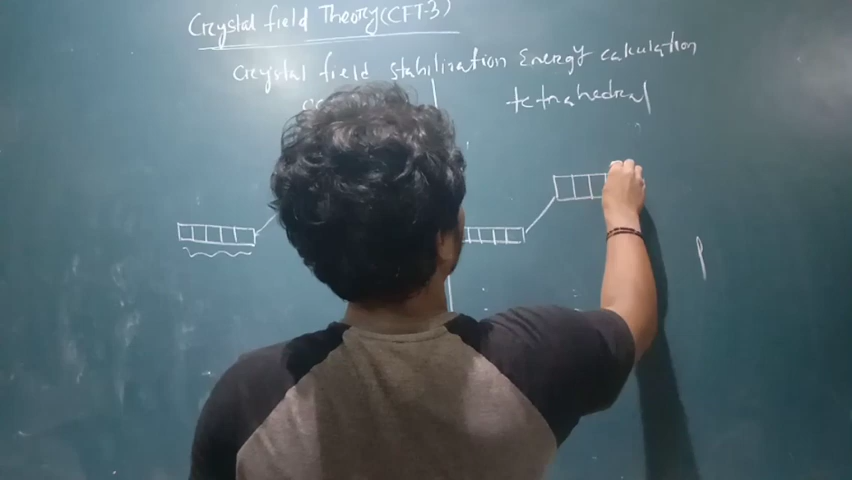 Crystal field Theory (CFT-3)
Crystal field stabilization Energy calculation
tetrahedral